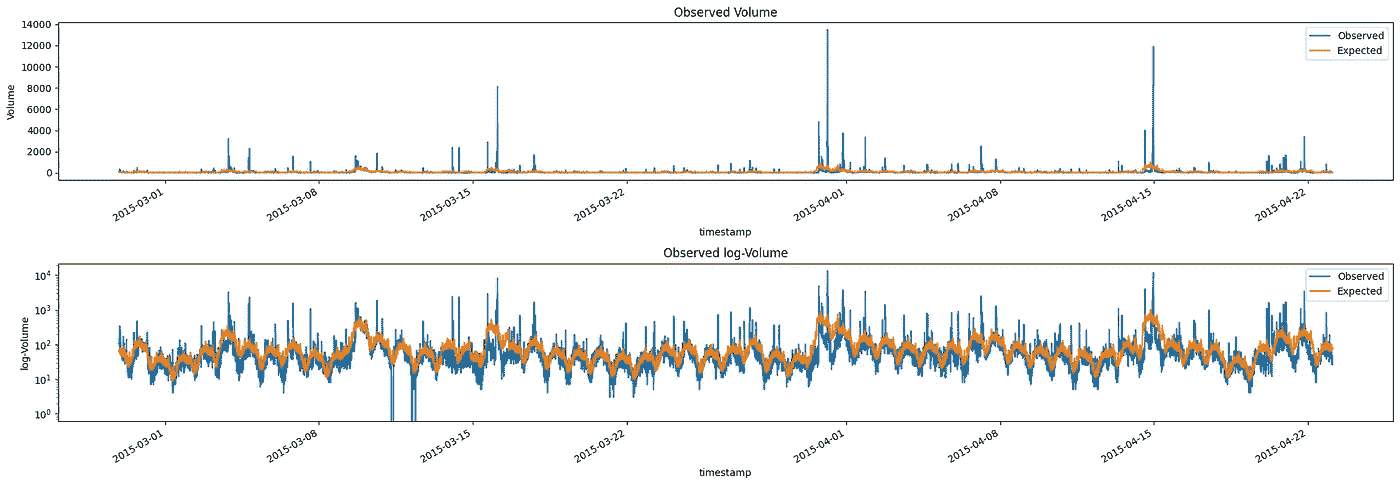 Observed Volume
14000
12000
10000
8000
6000
4000
2000
0
Volume
Observed
Expected
2015-03-01
2015-03-08
2015-03-15
2015-03-22
2015-04-01
2015-04-08
2015-04-15
2015-04-22
timestamp
Observed log-Volume
10⁴
10³
10²
10¹
10⁰
log-Volume
Observed
Expected
2015-03-01
2015-03-08
2015-03-15
2015-03-22
2015-04-01
2015-04-08
2015-04-15
2015-04-22
timestamp